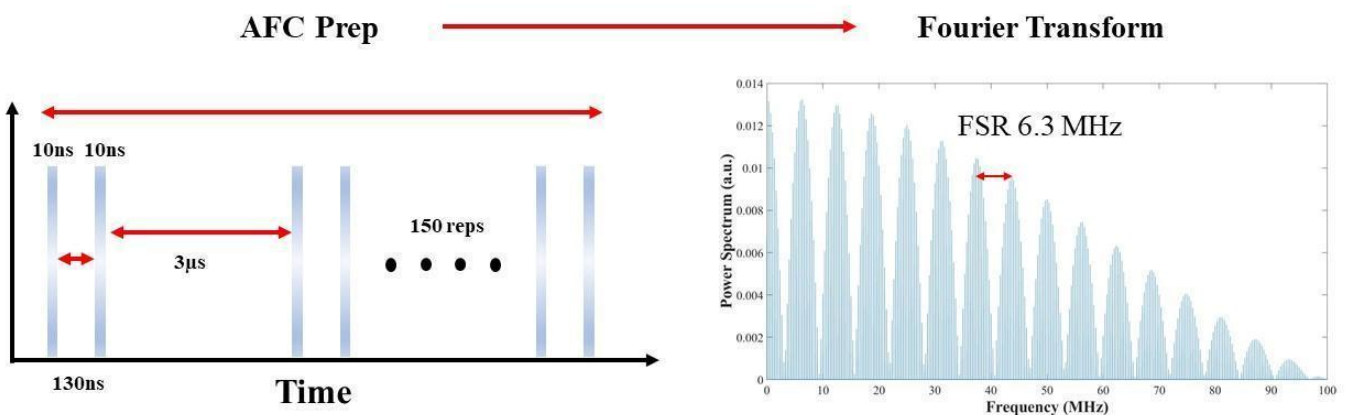 AFC Prep
Fourier Transform
10ns 10ns
3μs
150 reps
130ns
Time
FSR 6.3 MHz
Power Spectrum (a.u.)
0.014
0.012
0.01
0.008
0.006
0.004
0.002
0
0 10 20 30 40 50 60 70 80 90 100
Frequency (MHz)